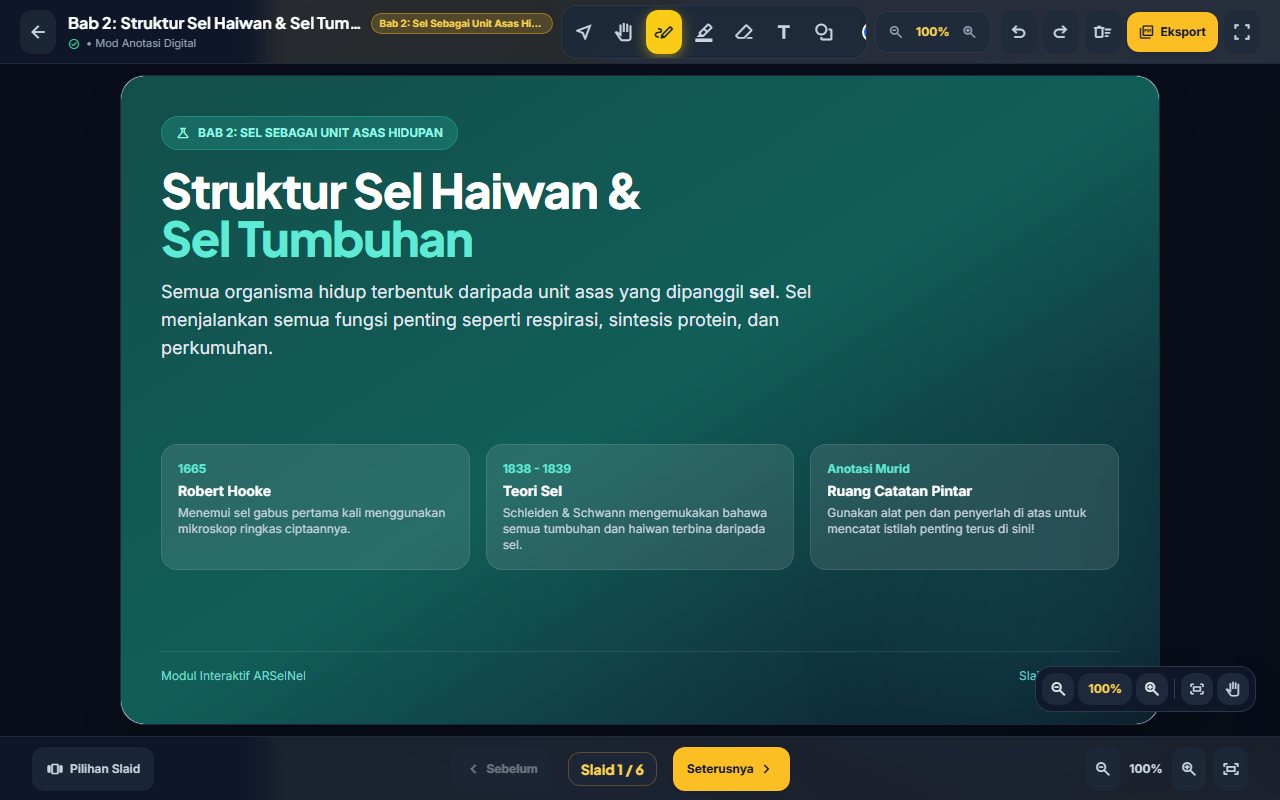 Bab 2: Struktur Sel Haiwan & Sel Tum...
Bab 2: Sel Sebagai Unit Asas Hi...
• Mod Anotasi Digital
100%
Eksport
BAB 2: SEL SEBAGAI UNIT ASAS HIDUPAN
Struktur Sel Haiwan &
Sel Tumbuhan
Semua organisma hidup terbentuk daripada unit asas yang dipanggil sel. Sel
menjalankan semua fungsi penting seperti respirasi, sintesis protein, dan
perkumuhan.
1665
Robert Hooke
Menemui sel gabus pertama kali menggunakan
mikroskop ringkas ciptaannya.
1838 - 1839
Teori Sel
Schleiden & Schwann mengemukakan bahawa
semua tumbuhan dan haiwan terbina daripada
sel.
Anotasi Murid
Ruang Catatan Pintar
Gunakan alat pen dan penyerlah di atas untuk
mencatat istilah penting terus di sini!
Modul Interaktif ARSelNel
100%
Pilihan Slaid
Sebelum
Slaid 1 / 6
Seterusnya
100%